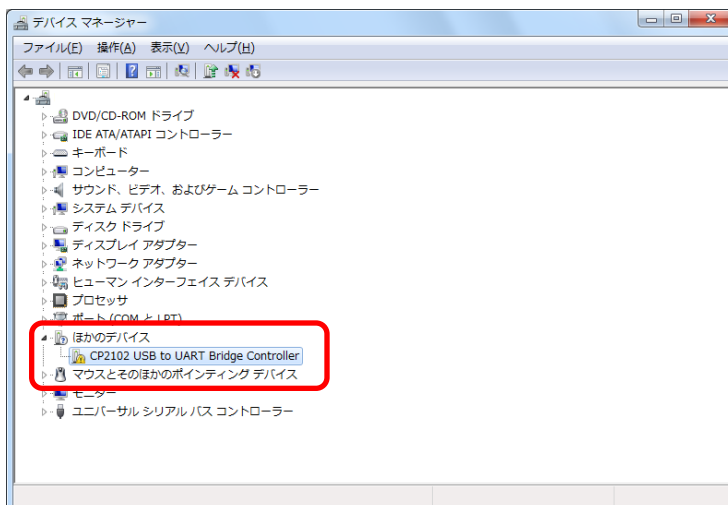 デバイス マネージャー
ファイル(F) 操作(A) 表示(V) ヘルプ(H)
DVD/CD-ROM ドライブ
IDE ATA/ATAPI コントローラー
キーボード
コンピューター
サウンド、ビデオ、およびゲーム コントローラー
システム デバイス
ディスク ドライブ
ディスプレイ アダプター
ネットワーク アダプター
ヒューマン インターフェイス デバイス
プロセッサ
ポート (COM と LPT)
ほかのデバイス
CP2102 USB to UART Bridge Controller
マウスとそのほかのポインティング デバイス
モニター
ユニバーサル シリアル バス コントローラー